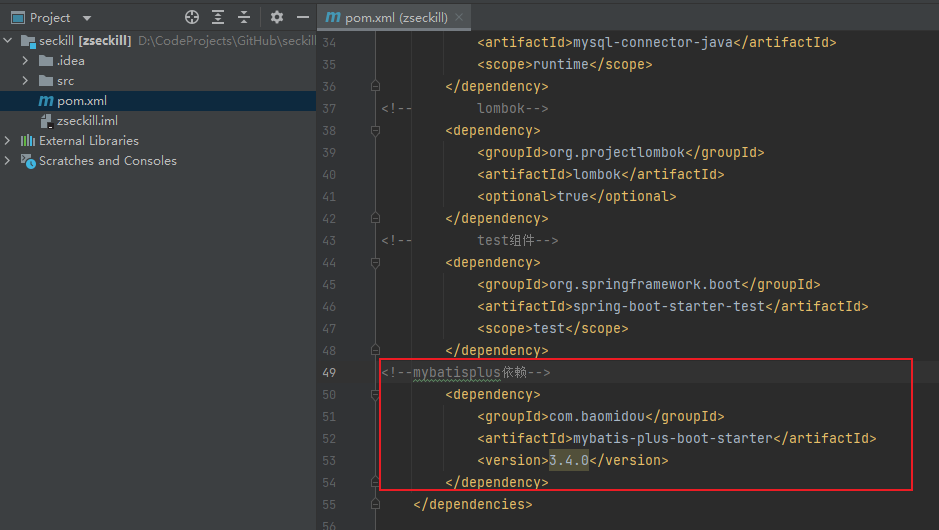 Project
pom.xml (zseckill)
seckill [zseckill] D:\CodeProjects\GitHub\seckill
.idea
src
pom.xml
zseckill.iml
External Libraries
Scratches and Consoles
34 <artifactId>mysql-connector-java</artifactId>
35 <scope>runtime</scope>
36 </dependency>
37 <!-- lombok-->
38 <dependency>
39 <groupId>org.projectlombok</groupId>
40 <artifactId>lombok</artifactId>
41 <optional>true</optional>
42 </dependency>
43 <!-- test组件-->
44 <dependency>
45 <groupId>org.springframework.boot</groupId>
46 <artifactId>spring-boot-starter-test</artifactId>
47 <scope>test</scope>
48 </dependency>
49 <!--mybatisplus依赖-->
50 <dependency>
51 <groupId>com.baomidou</groupId>
52 <artifactId>mybatis-plus-boot-starter</artifactId>
53 <version>3.4.0</version>
54 </dependency>
55 </dependencies>
56